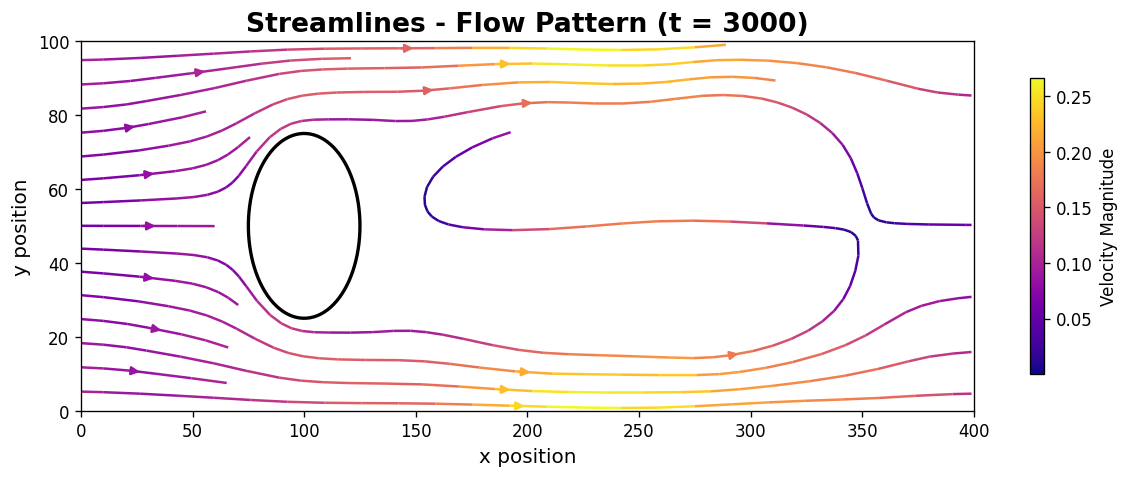 Streamlines - Flow Pattern (t = 3000)
100
80
60
40
20
0
y position
0 50 100 150 200 250 300 350 400
x position
0.25
0.20
0.15
0.10
0.05
Velocity Magnitude